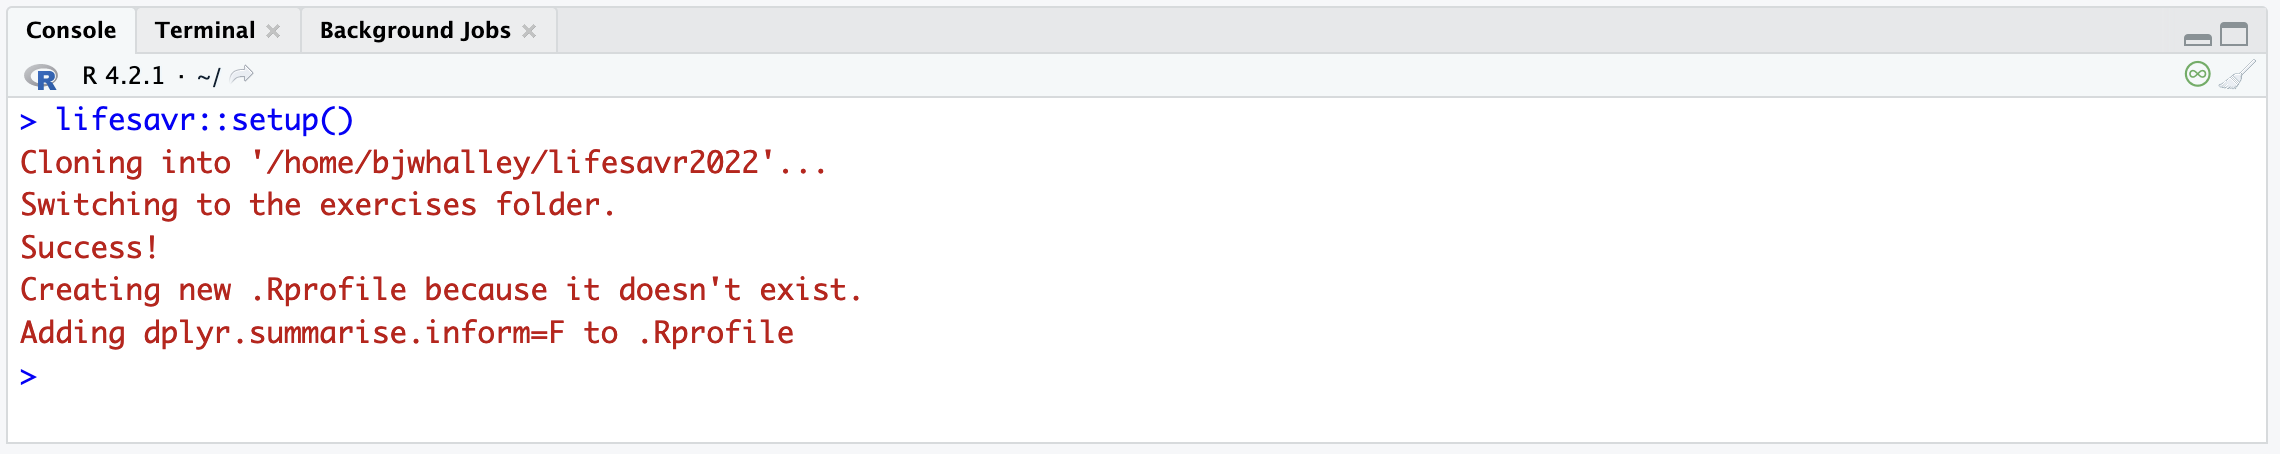 Console Terminal Background Jobs
R R 4.2.1 · ~/
> lifesavr::setup()
Cloning into '/home/bjwhalley/lifesavr2022'...
Switching to the exercises folder.
Success!
Creating new .Rprofile because it doesn't exist.
Adding dplyr.summarise.inform=F to .Rprofile
>